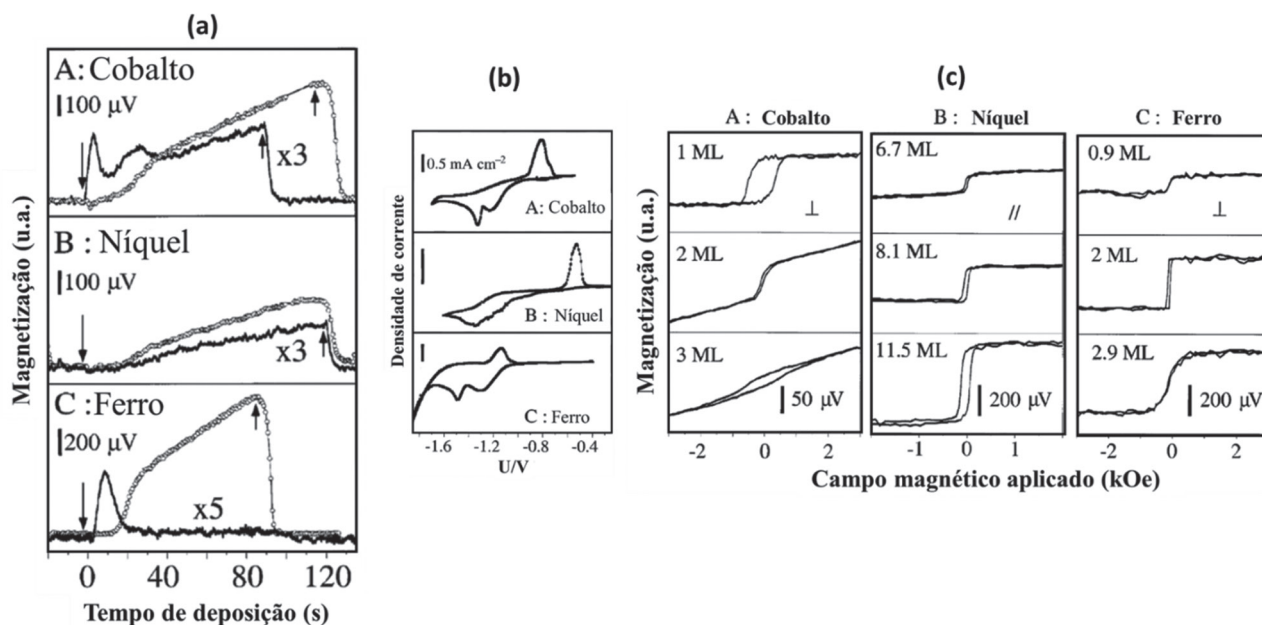 (a)
A: Cobalto
100 µV
x3
B : Níquel
100 µV
x3
C :Ferro
200 µV
x5
Magnetização (u.a.)
0 40 80 120
Tempo de deposição (s)
(b)
0.5 mA cm⁻²
A: Cobalto
B : Níquel
C : Ferro
Densidade de corrente
-1.6 -1.2 -0.8 -0.4
U/V
(c)
A : Cobalto B : Níquel C : Ferro
1 ML 6.7 ML 0.9 ML
⊥ // ⊥
2 ML 8.1 ML 2 ML
3 ML 11.5 ML 2.9 ML
50 µV 200 µV 200 µV
Magnetização (u.a.)
-2 0 2 -1 0 1 -2 0 2
Campo magnético aplicado (kOe)